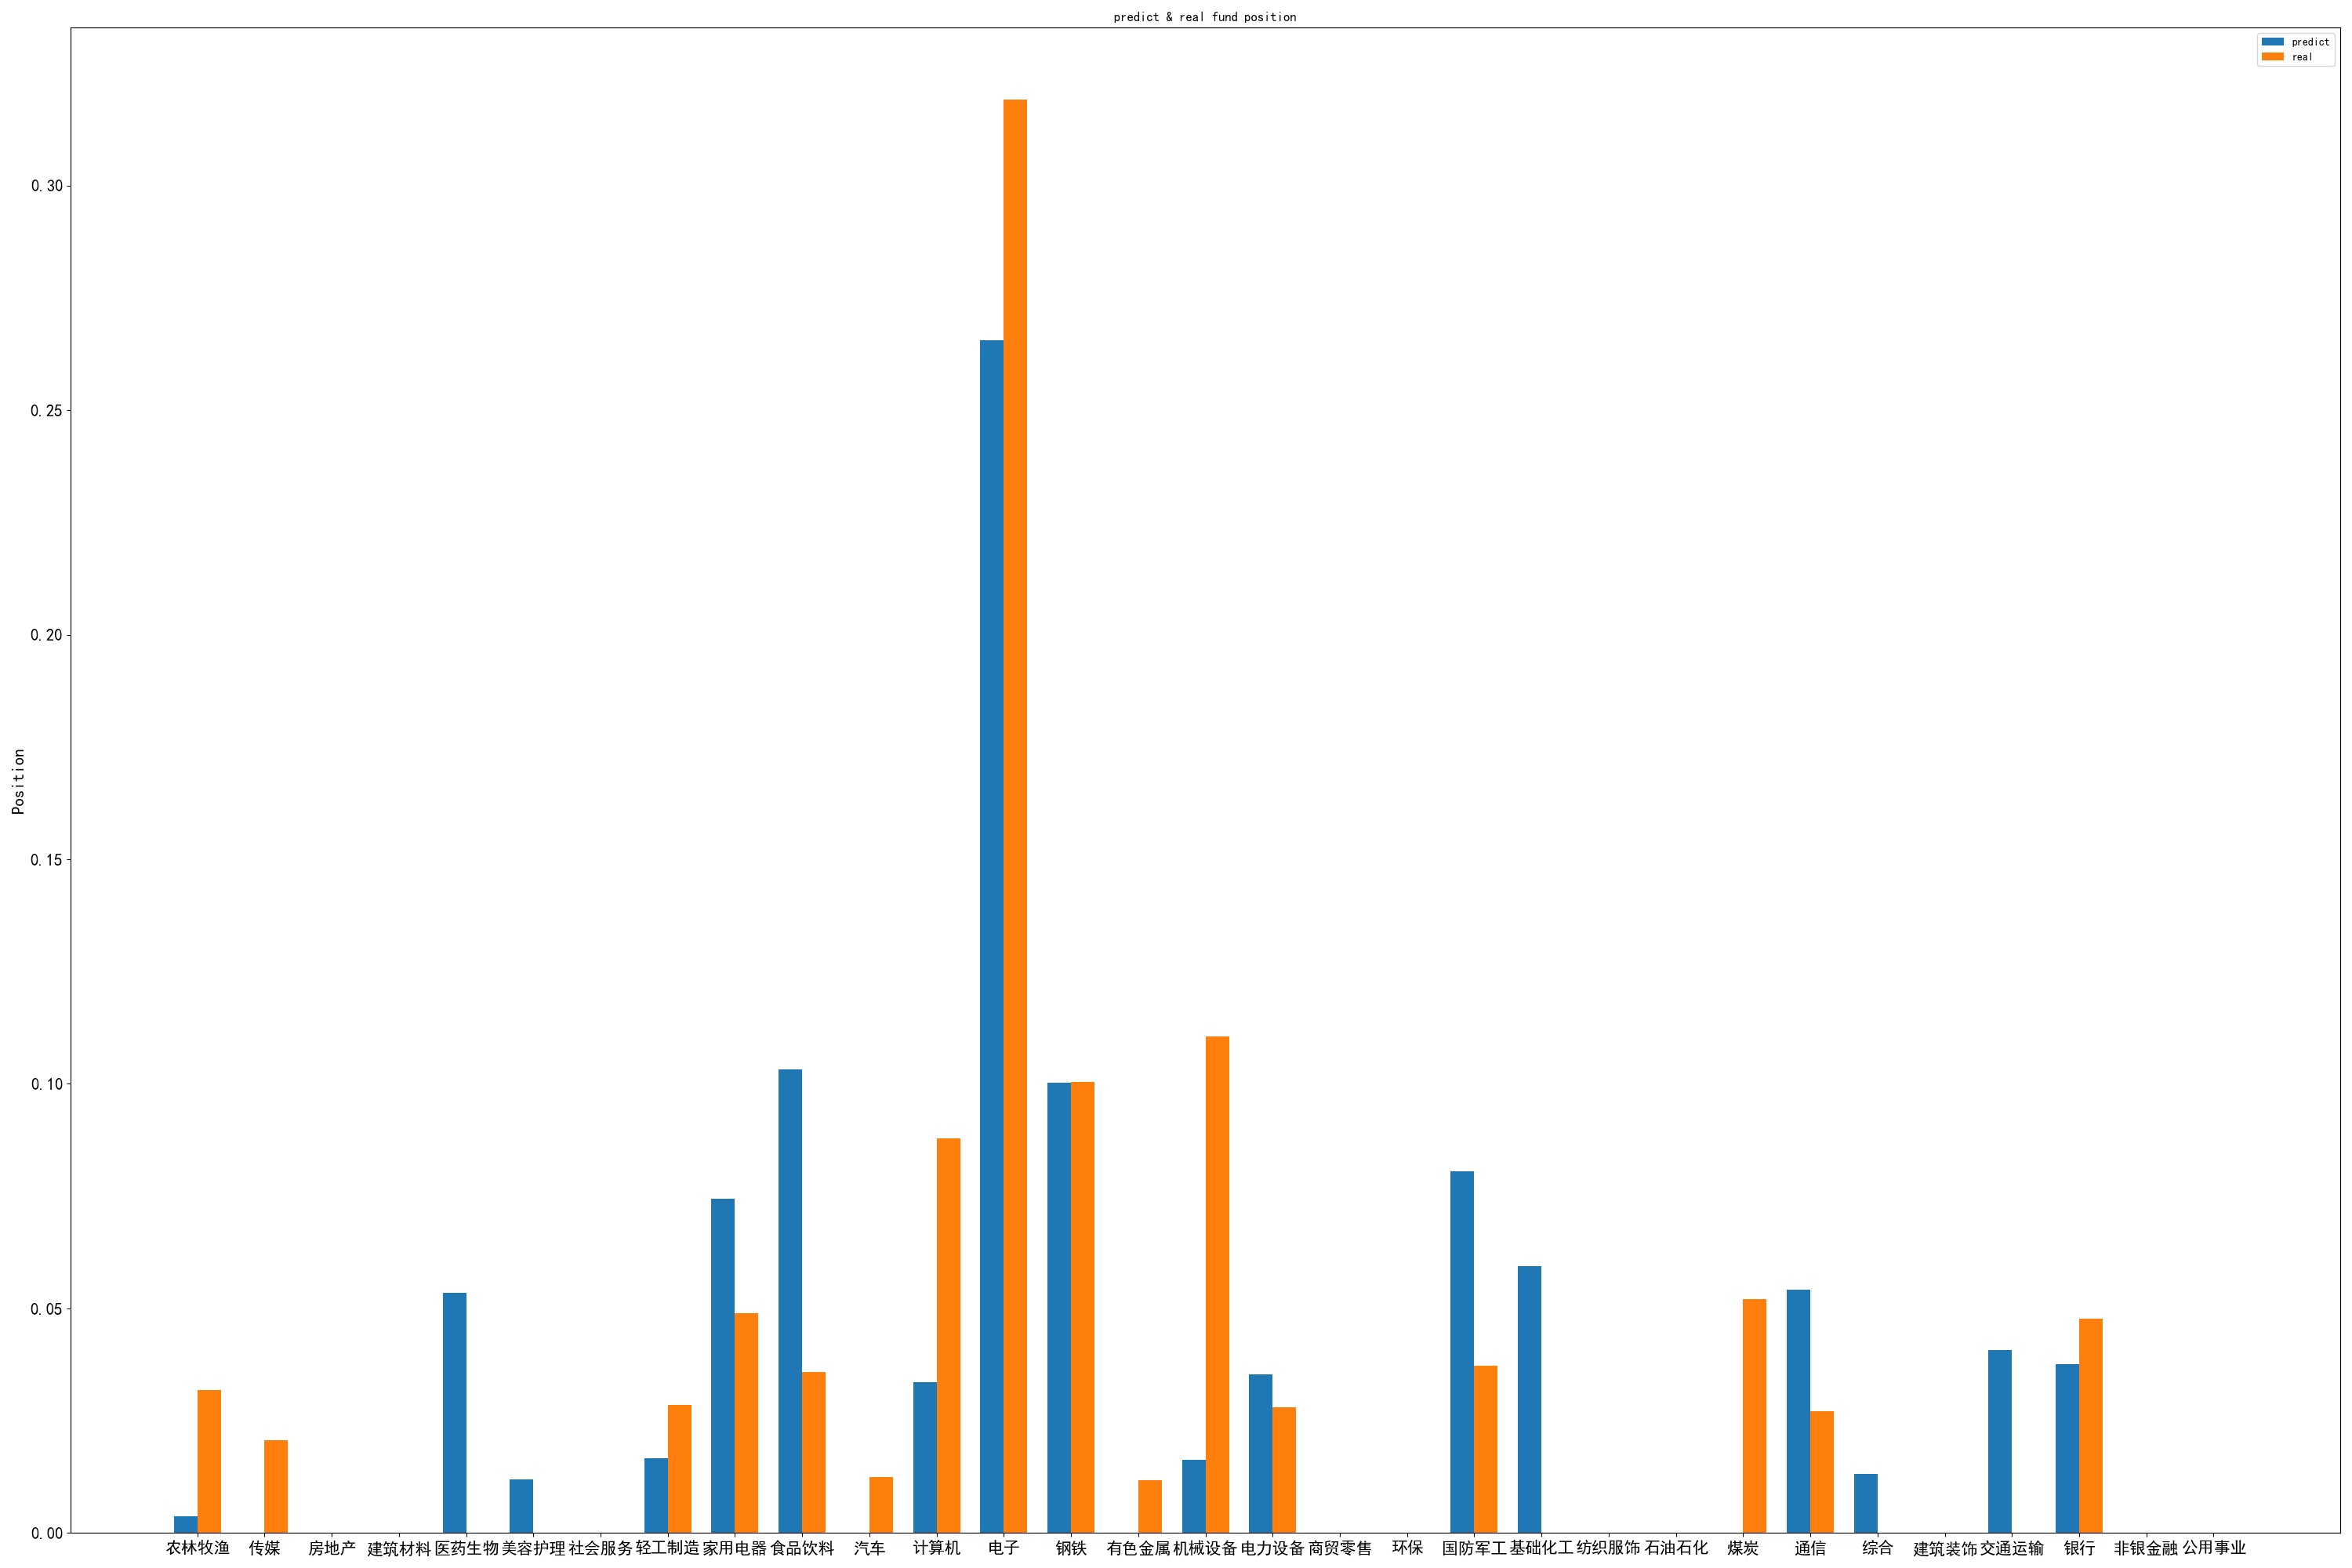 predict & real fund position
predict
real
0.30
0.25
0.20
0.15
0.10
0.05
0.00
Position
农林牧渔 传媒 房地产 建筑材料 医药生物 美容护理 社会服务 轻工制造 家用电器 食品饮料 汽车 计算机 电子 钢铁 有色金属 机械设备 电力设备 商贸零售 环保 国防军工 基础化工 纺织服饰 石油石化 煤炭 通信 综合 建筑装饰 交通运输 银行 非银金融 公用事业